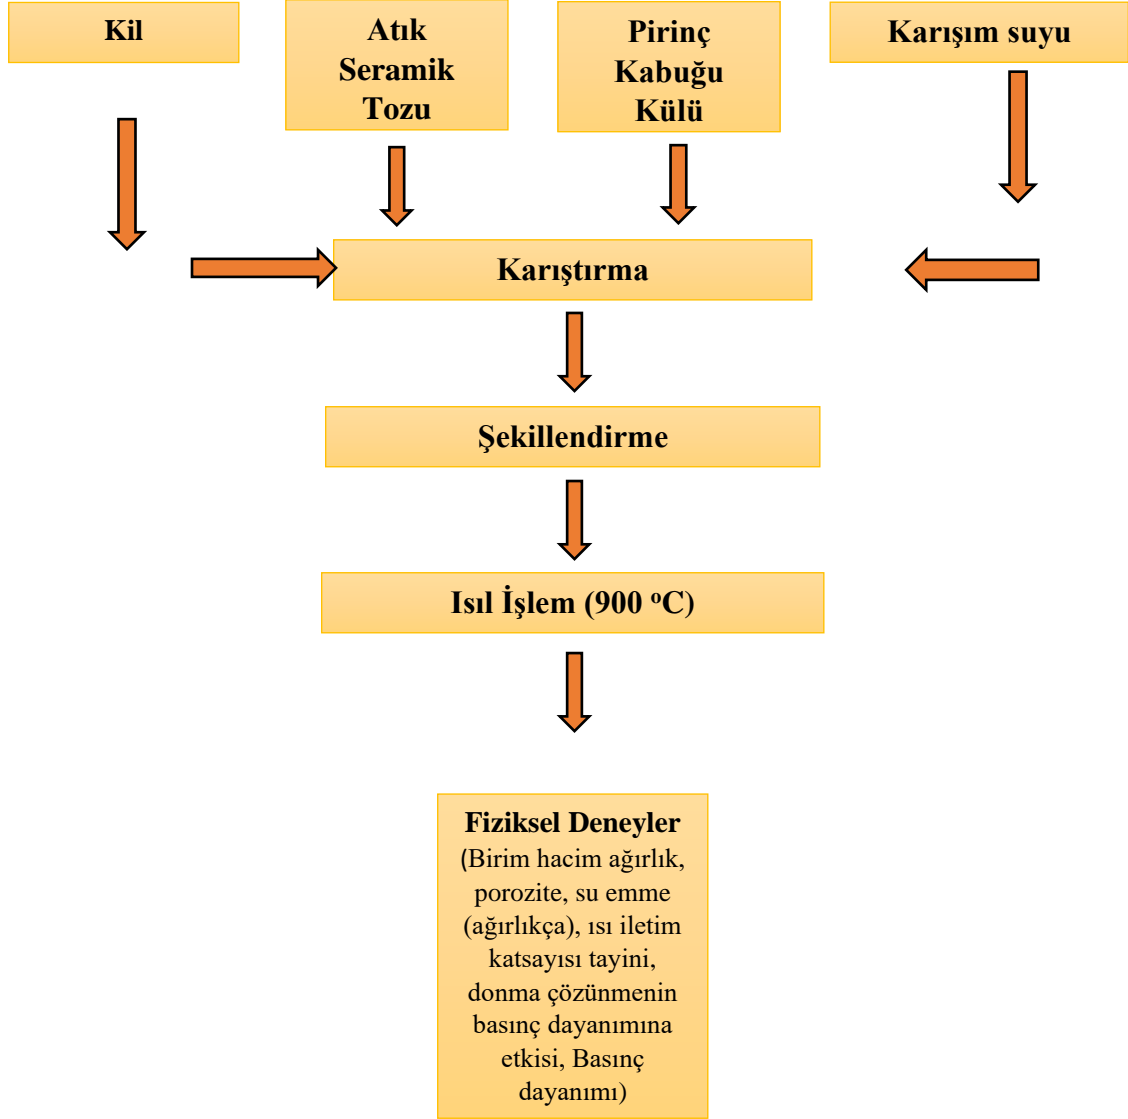 Kil
Atık
Seramik
Tozu
Pirinç
Kabuğu
Külü
Karışım suyu
Karıştırma
Şekillendirme
Isıl İşlem (900 ºC)
Fiziksel Deneyler
(Birim hacim ağırlık,
porozite, su emme
(ağırlıkça), ısı iletim
katsayısı tayini,
donma çözünmenin
basınç dayanımına
etkisi, Basınç
dayanımı)